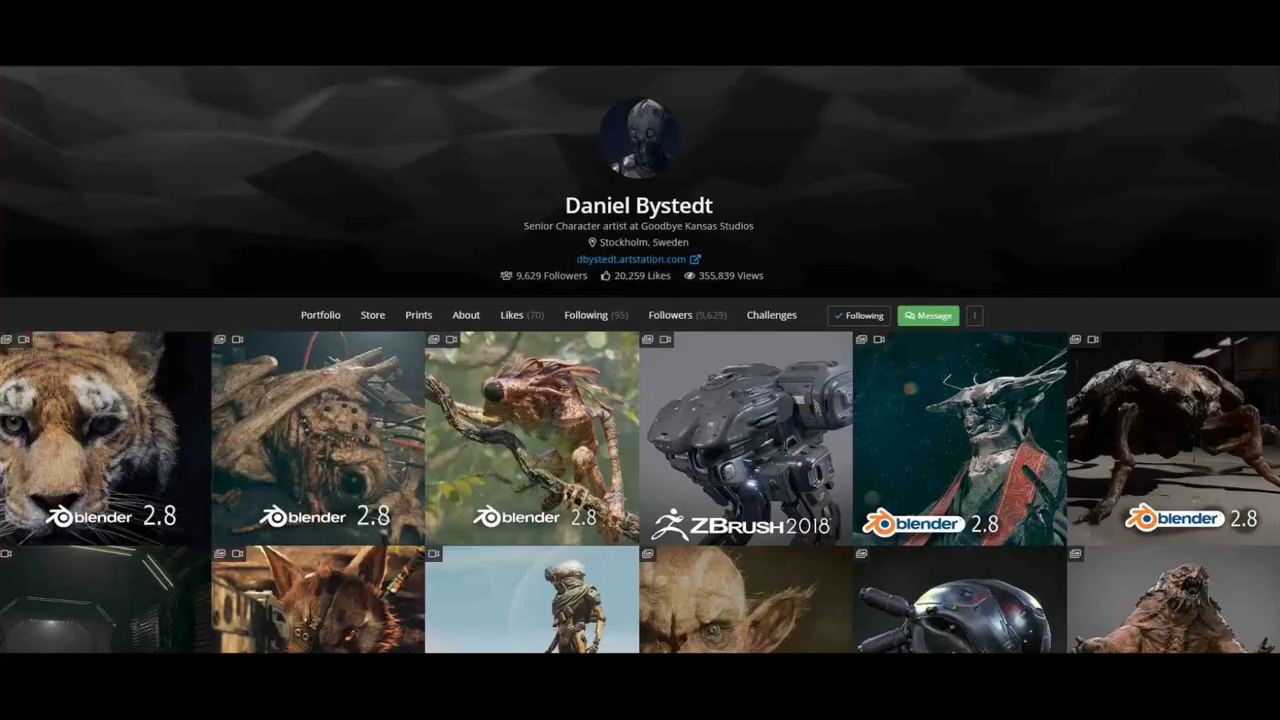 Daniel Bystedt
Senior Character artist at Goodbye Kansas Studios
Stockholm, Sweden
dbystedt.artstation.com
9,629 Followers 20,259 Likes 355,839 Views
Portfolio Store Prints About Likes (70) Following (95) Followers (9,629) Challenges Following Message
blender 2.8
blender 2.8
blender 2.8
ZBRUSH 2018
blender 2.8
blender 2.8